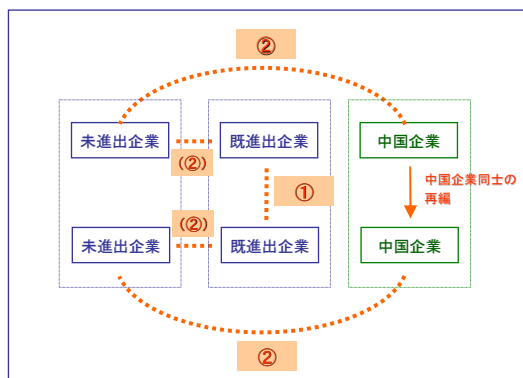 ②
未進出企業
既進出企業
中国企業
(②)
①
中国企業同士の
再編
(②)
未進出企業
既進出企業
中国企業
②